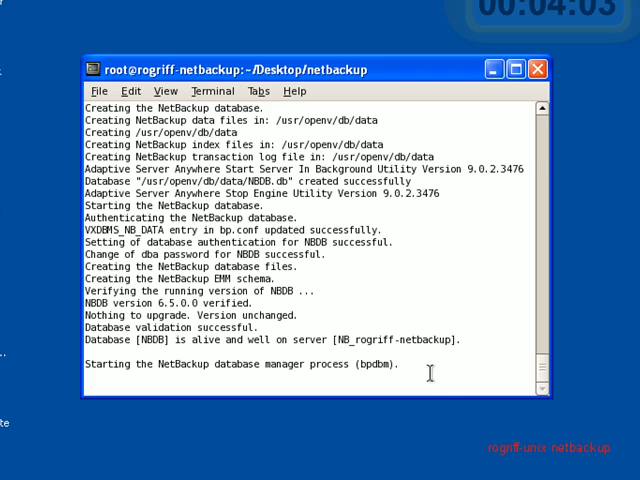 00:04:03
root@rogriff-netbackup:~/Desktop/netbackup
File Edit View Terminal Tabs Help
Creating the NetBackup database.
Creating NetBackup data files in: /usr/openv/db/data
Creating /usr/openv/db/data
Creating NetBackup index files in: /usr/openv/db/data
Creating NetBackup transaction log file in: /usr/openv/db/data
Adaptive Server Anywhere Start Server In Background Utility Version 9.0.2.3476
Database "/usr/openv/db/data/NBDB.db" created successfully
Adaptive Server Anywhere Stop Engine Utility Version 9.0.2.3476
Starting the NetBackup database.
Authenticating the NetBackup database.
VXDBMS_NB_DATA entry in bp.conf updated successfully.
Setting of database authentication for NBDB successful.
Change of dba password for NBDB successful.
Creating the NetBackup database files.
Creating the NetBackup EMM schema.
Verifying the running version of NBDB ...
NBDB version 6.5.0.0 verified.
Nothing to upgrade. Version unchanged.
Database validation successful.
Database [NBDB] is alive and well on server [NB_rogriff-netbackup].
Starting the NetBackup database manager process (bpdbm).
te
rogriff-unix netbackup